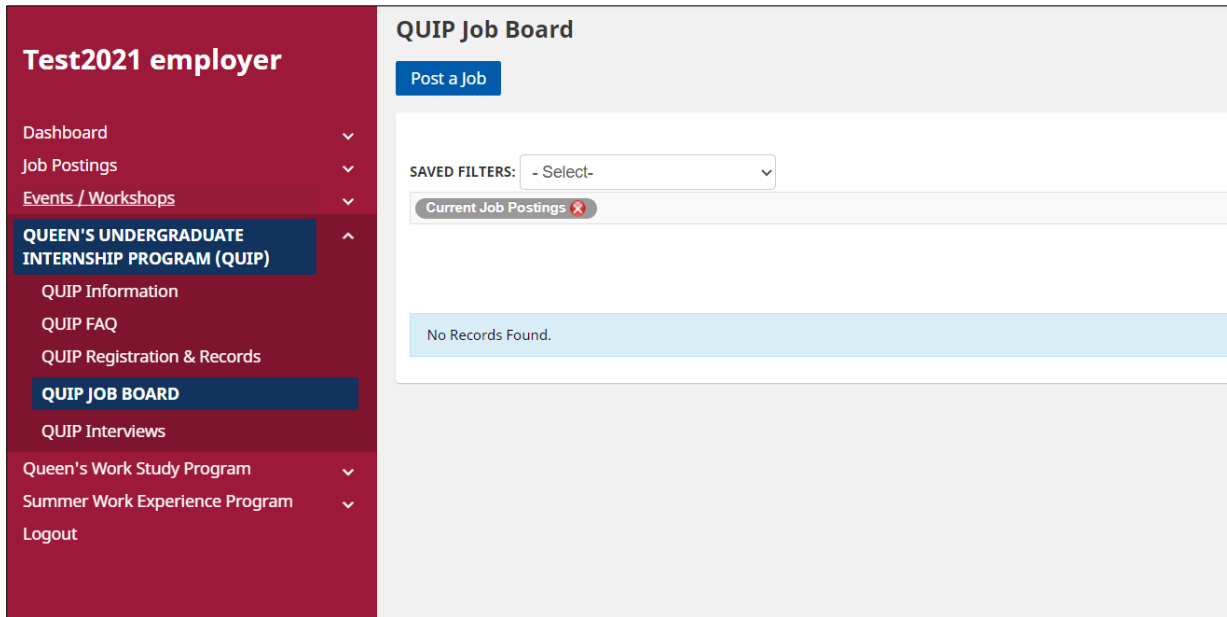 Test2021 employer
Dashboard
Job Postings
Events / Workshops
QUEEN'S UNDERGRADUATE
INTERNSHIP PROGRAM (QUIP)
QUIP Information
QUIP FAQ
QUIP Registration & Records
QUIP JOB BOARD
QUIP Interviews
Queen's Work Study Program
Summer Work Experience Program
Logout
QUIP Job Board
Post a Job
SAVED FILTERS: - Select-
Current Job Postings
No Records Found.